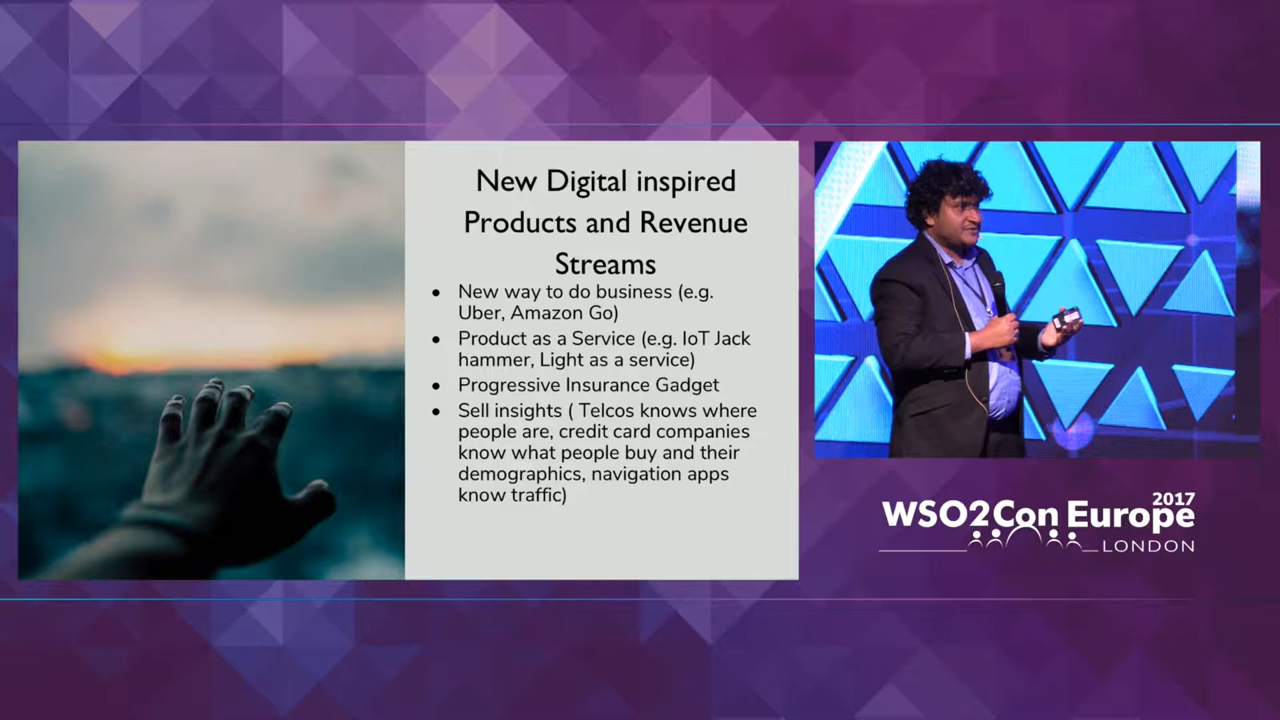 New Digital inspired
Products and Revenue
Streams
• New way to do business (e.g.
Uber, Amazon Go)
• Product as a Service (e.g. IoT Jack
hammer, Light as a service)
• Progressive Insurance Gadget
• Sell insights ( Telcos knows where
people are, credit card companies
know what people buy and their
demographics, navigation apps
know traffic)
2017
WSO2Con Europe
LONDON